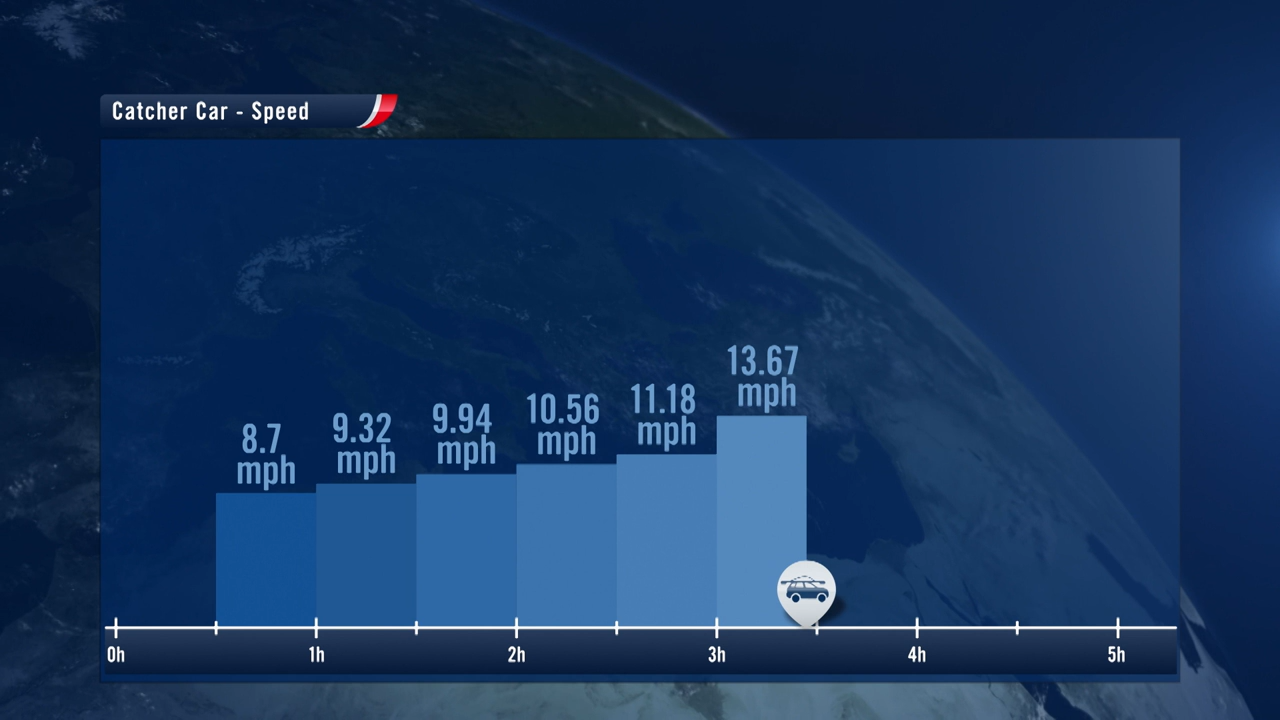 Catcher Car - Speed
13.67
mph
11.18
mph
10.56
mph
9.94
mph
9.32
mph
8.7
mph
0h
1h
2h
3h
4h
5h